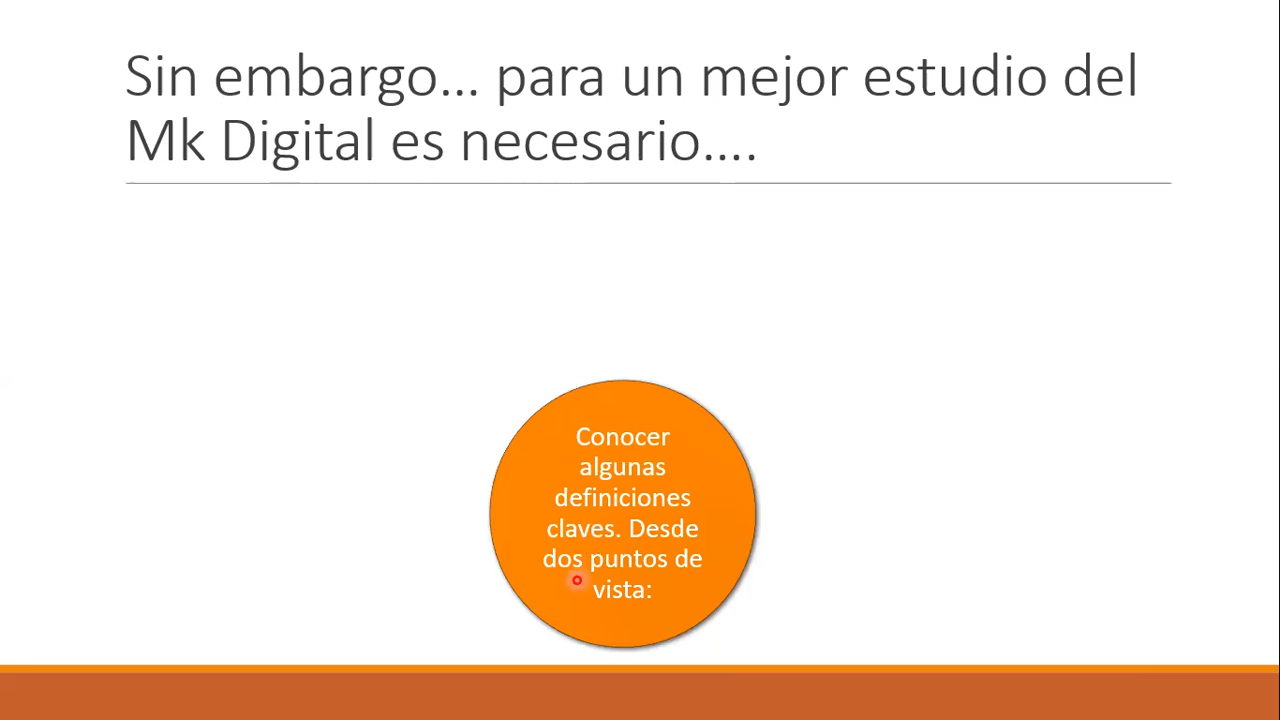 Sin embargo... para un mejor estudio del
Mk Digital es necesario....
Conocer
algunas
definiciones
claves. Desde
dos puntos de
vista: